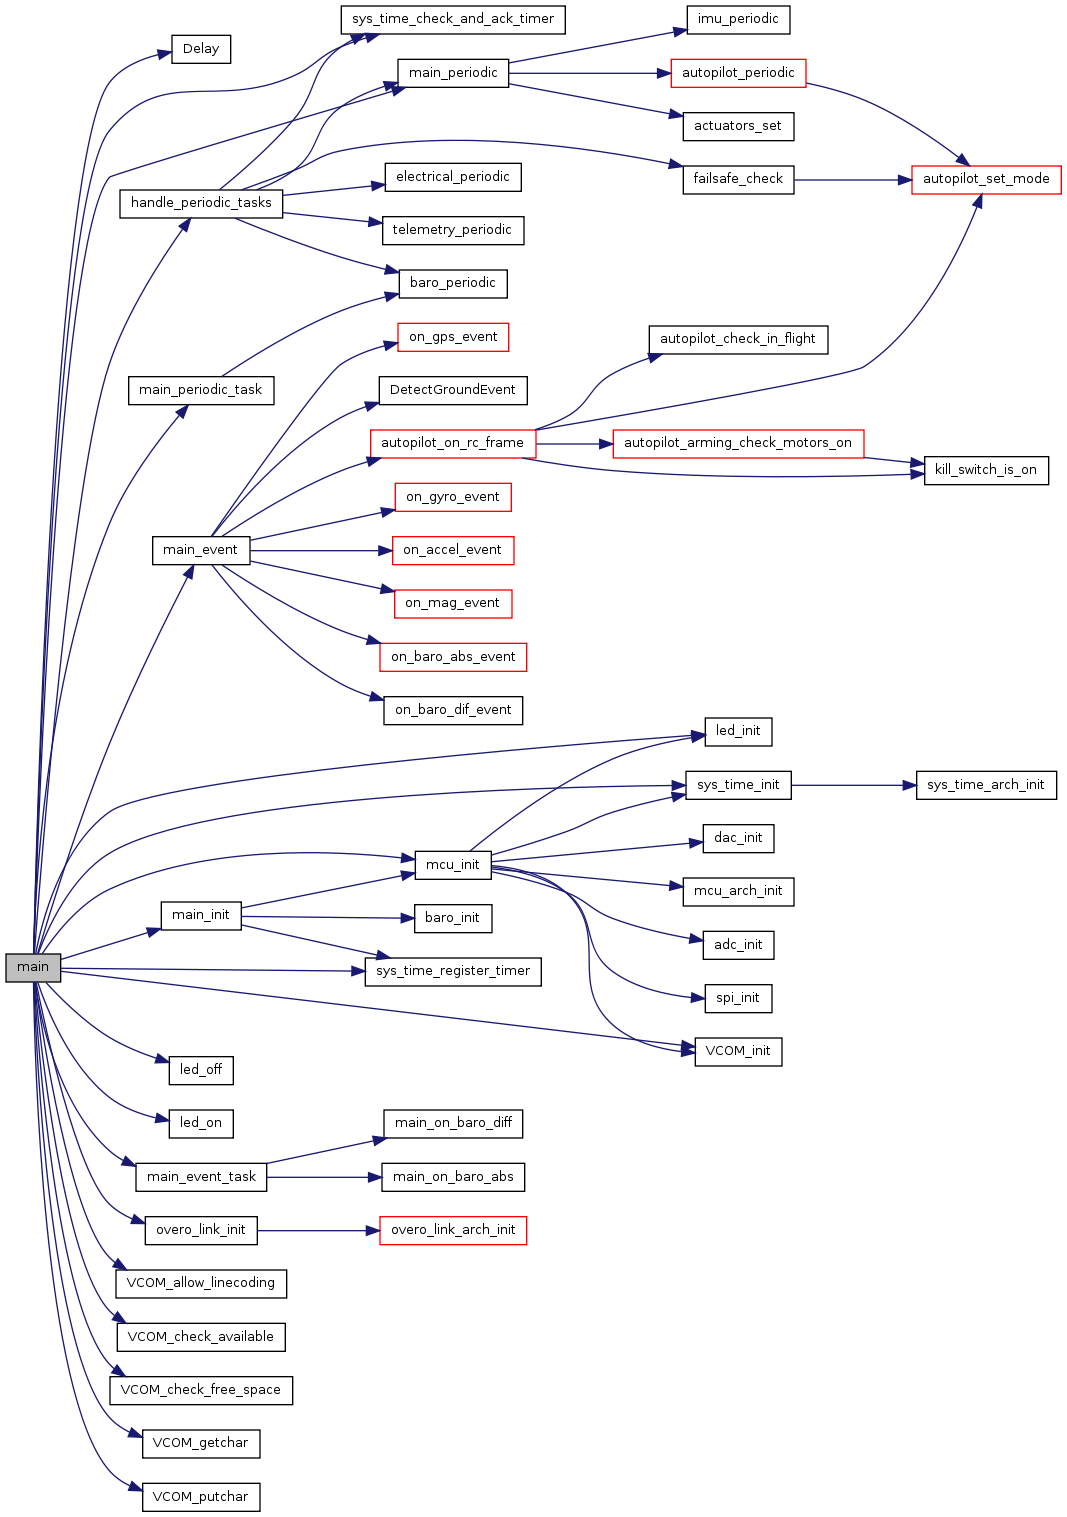 sys_time_check_and_ack_timer
imu_periodic
Delay
main_periodic
autopilot_periodic
actuators_set
electrical_periodic
failsafe_check
autopilot_set_mode
handle_periodic_tasks
telemetry_periodic
baro_periodic
on_gps_event
autopilot_check_in_flight
main_periodic_task
DetectGroundEvent
autopilot_on_rc_frame
autopilot_arming_check_motors_on
kill_switch_is_on
on_gyro_event
main_event
on_accel_event
on_mag_event
on_baro_abs_event
on_baro_dif_event
led_init
sys_time_init
sys_time_arch_init
dac_init
mcu_init
mcu_arch_init
main_init
baro_init
adc_init
main
sys_time_register_timer
spi_init
VCOM_init
led_off
led_on
main_on_baro_diff
main_event_task
main_on_baro_abs
overo_link_init
overo_link_arch_init
VCOM_allow_linecoding
VCOM_check_available
VCOM_check_free_space
VCOM_getchar
VCOM_putchar